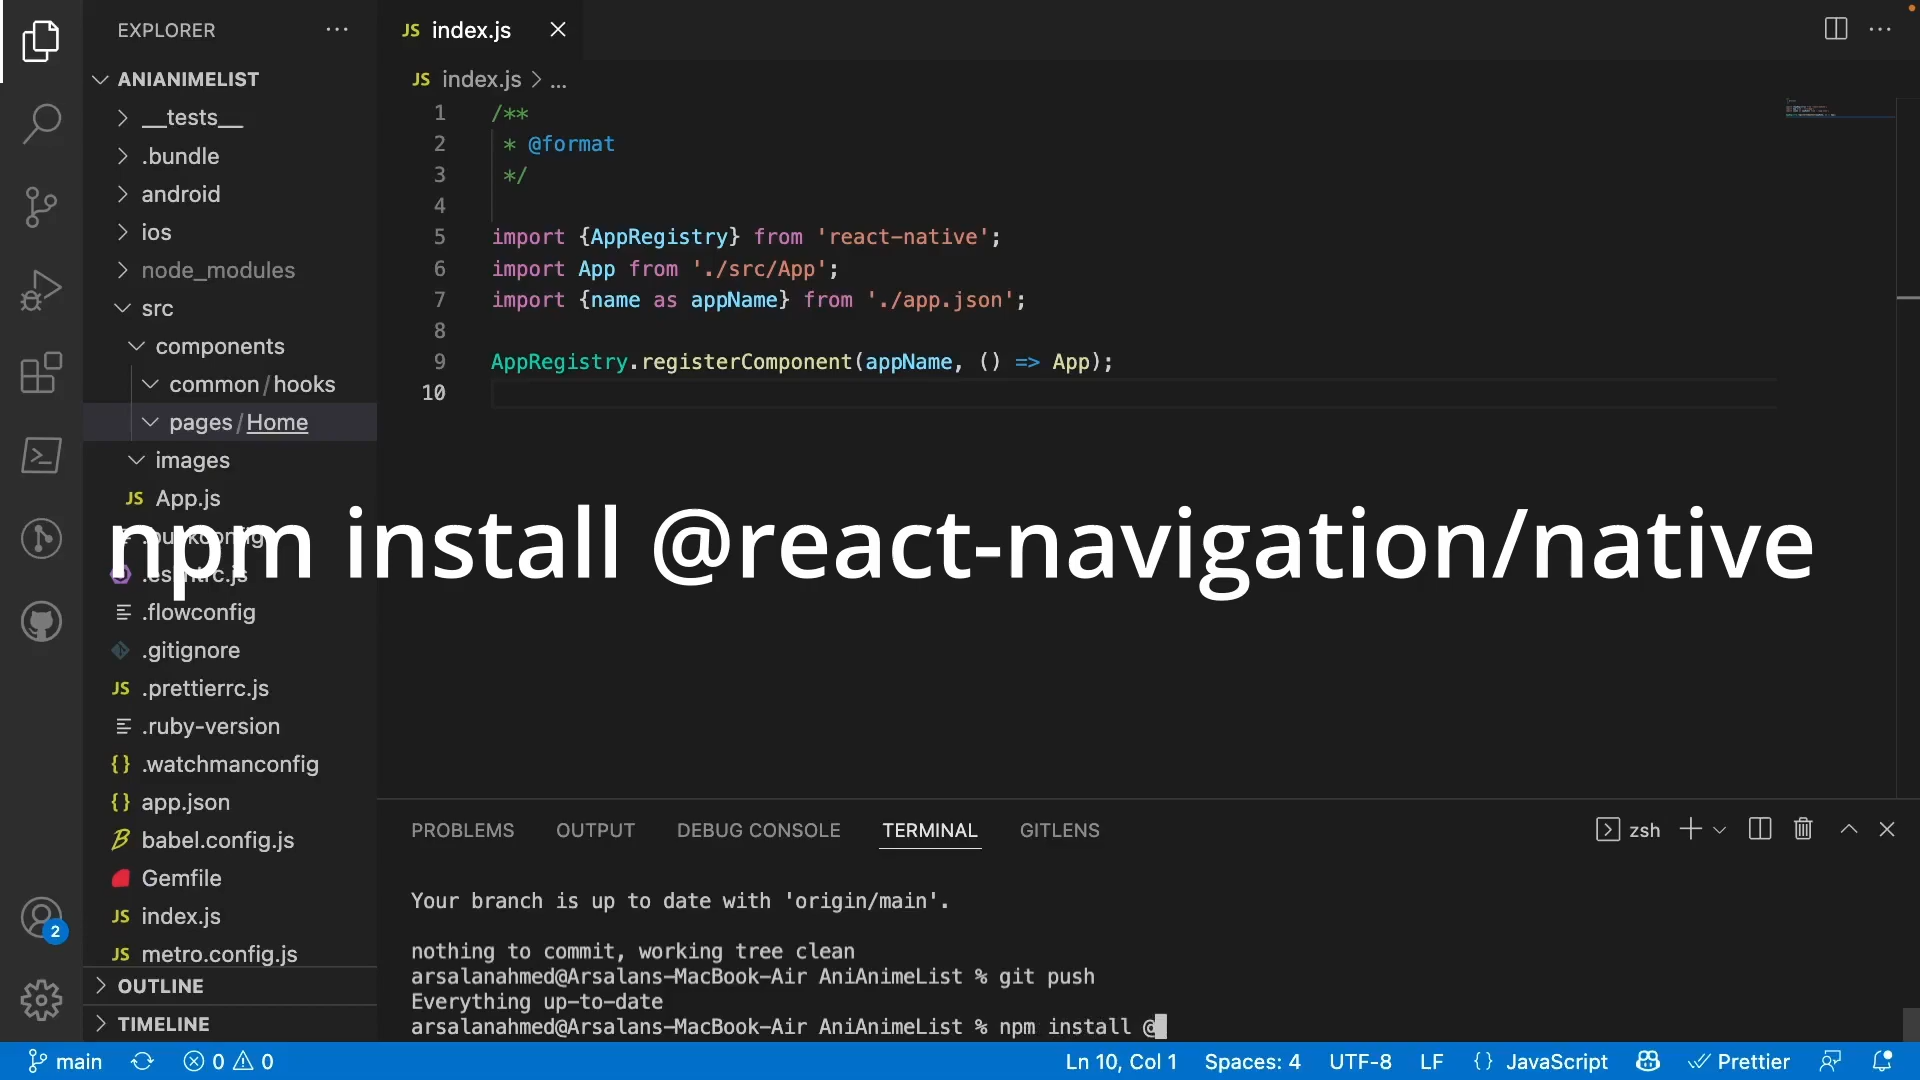 EXPLORER
ANIANIMELIST
__tests__
.bundle
android
ios
node_modules
src
components
common/hooks
pages/Home
images
JS App.js
.flowconfig
.gitignore
JS .prettierrc.js
.ruby-version
{} .watchmanconfig
{} app.json
babel.config.js
Gemfile
JS index.js
JS metro.config.js
OUTLINE
TIMELINE
2
JS index.js
JS index.js > ...
1 /**
2 * @format
3 */
4
5 import {AppRegistry} from 'react-native';
6 import App from './src/App';
7 import {name as appName} from './app.json';
8
9 AppRegistry.registerComponent(appName, () => App);
10
npm install @react-navigation/native
PROBLEMS OUTPUT DEBUG CONSOLE TERMINAL GITLENS
zsh
Your branch is up to date with 'origin/main'.
nothing to commit, working tree clean
arsalanahmed@Arsalans-MacBook-Air AniAnimeList % git push
Everything up-to-date
arsalanahmed@Arsalans-MacBook-Air AniAnimeList % npm install @
main 0 0 Ln 10, Col 1 Spaces: 4 UTF-8 LF {} JavaScript Prettier